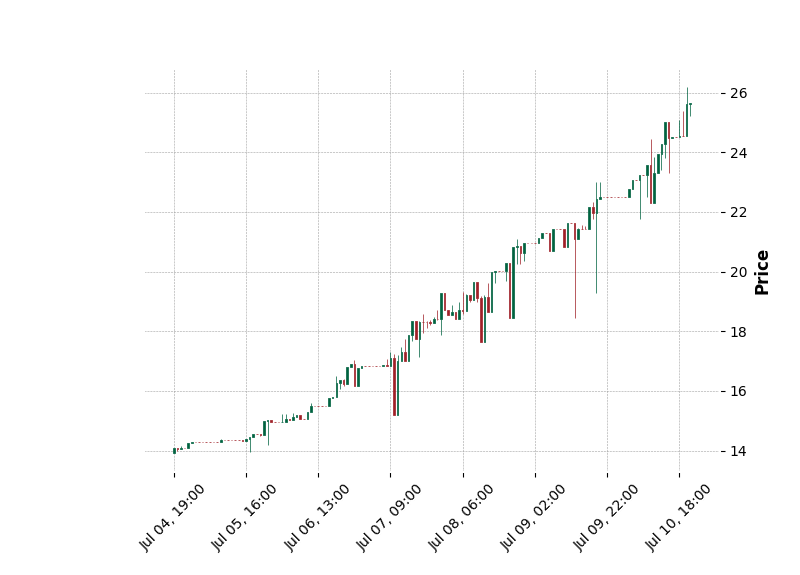 26
24
22
20
18
16
14
Price
Jul 04, 19:00
Jul 05, 16:00
Jul 06, 13:00
Jul 07, 09:00
Jul 08, 06:00
Jul 09, 02:00
Jul 09, 22:00
Jul 10, 18:00